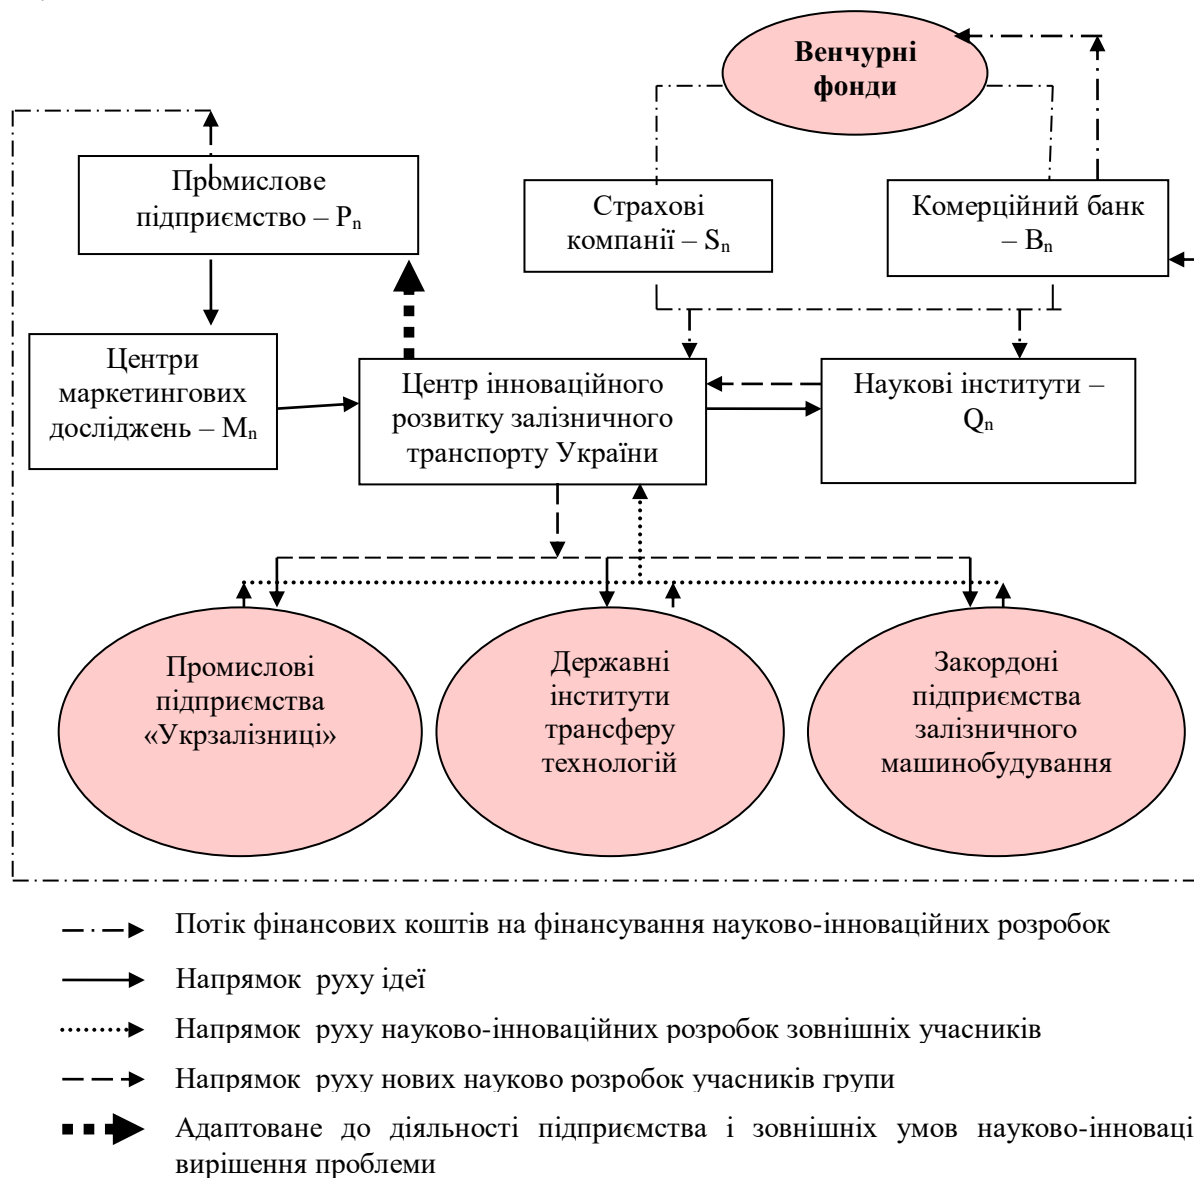 Венчурні
фонди
Промислове
підприємство – Pn
Страхові
компанії – Sn
Комерційний банк
– Bn
Центри
маркетингових
досліджень – Mn
Центр інноваційного
розвитку залізничного
транспорту України
Наукові інститути –
Qn
Промислові
підприємства
«Укрзалізниці»
Державні
інститути
трансферу
технологій
Закордоні
підприємства
залізничного
машинобудування
Потік фінансових коштів на фінансування науково-інноваційних розробок
Напрямок руху ідеї
Напрямок руху науково-інноваційних розробок зовнішніх учасників
Напрямок руху нових науково розробок учасників групи
Адаптоване до діяльності підприємства і зовнішніх умов науково-інноваці
вирішення проблеми